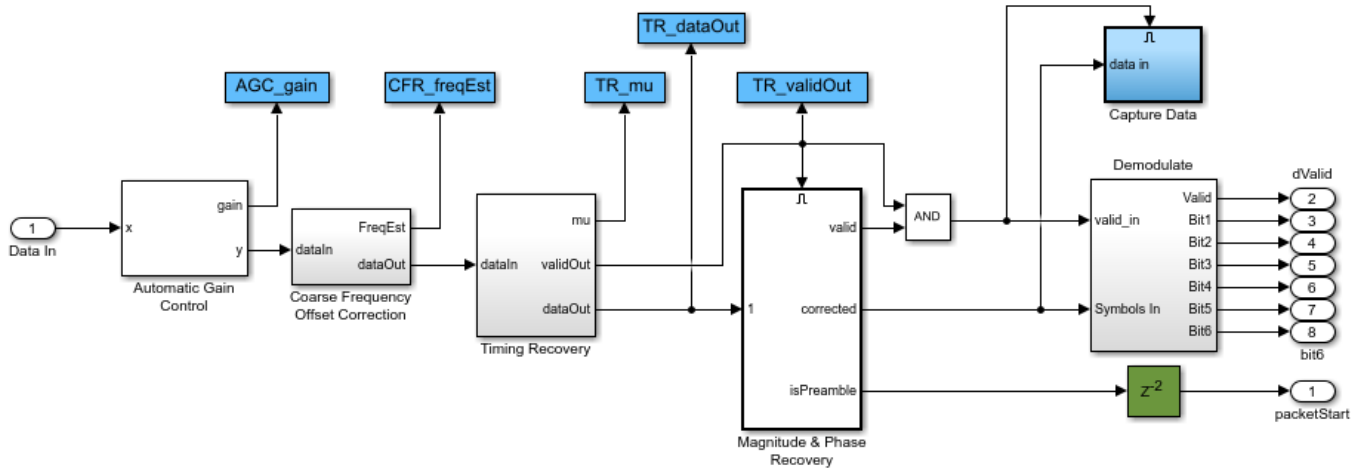 TR_dataOut
AGC_gain
CFR_freqEst
TR_mu
TR_validOut
data in
Capture Data
1
Data In
x
gain
y
Automatic Gain
Control
dataIn
FreqEst
dataOut
Coarse Frequency
Offset Correction
dataIn
mu
validOut
dataOut
Timing Recovery
1
valid
corrected
isPreamble
Magnitude & Phase
Recovery
AND
Demodulate
valid_in
Symbols In
Valid
Bit1
Bit2
Bit3
Bit4
Bit5
Bit6
dValid
2
3
4
5
6
7
8
bit6
Z-2
1
packetStart